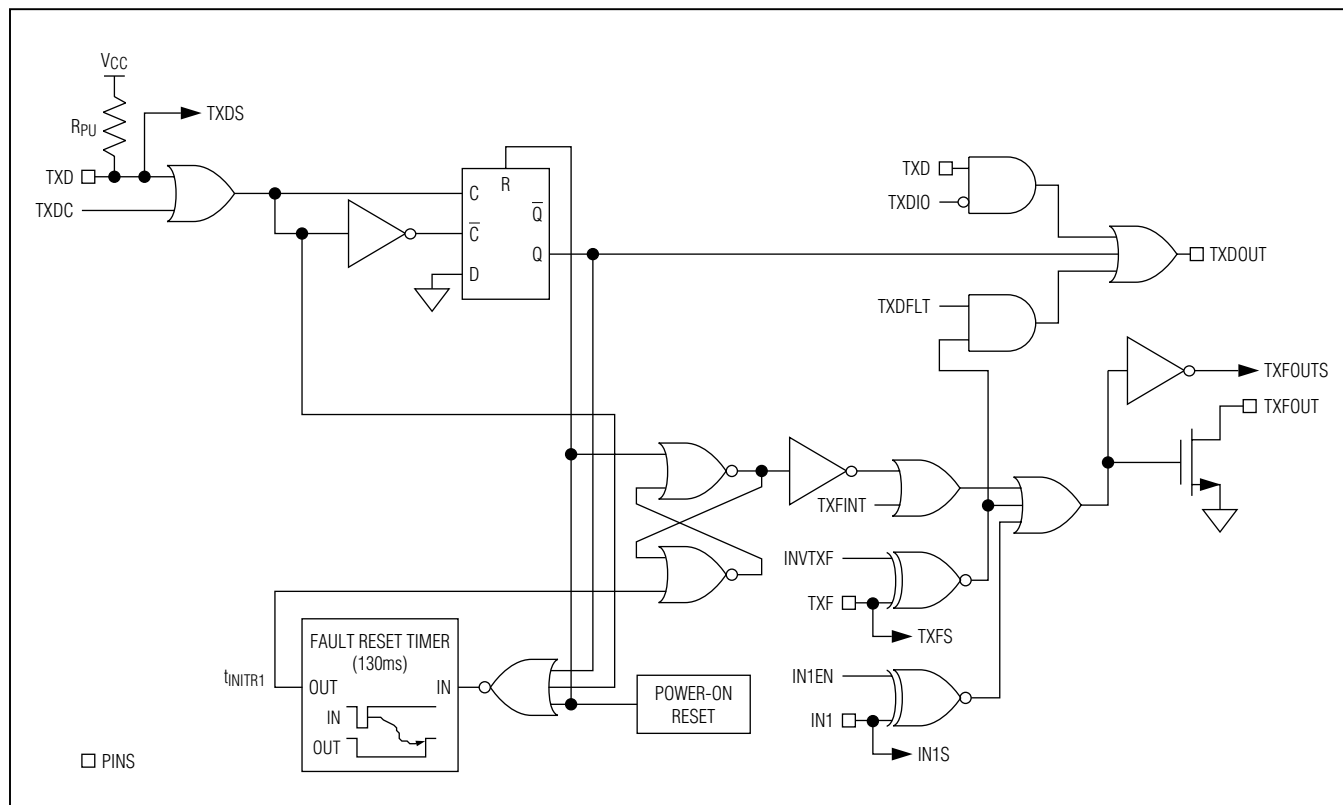 VCC
RPU
TXDS
TXD
TXDC
R
C
C
D
Q
Q
TXD
TXDIO
TXDOUT
TXDFLT
TXFOUTS
TXFOUT
TXFINT
INVTXF
TXF
TXFS
FAULT RESET TIMER
(130ms)
tINITR1
OUT
IN
IN
OUT
POWER-ON
RESET
IN1EN
IN1
IN1S
PINS